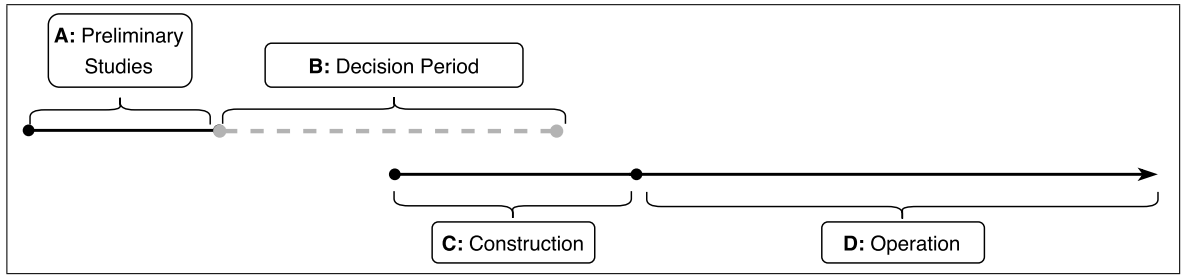 A: Preliminary
Studies
B: Decision Period
C: Construction
D: Operation